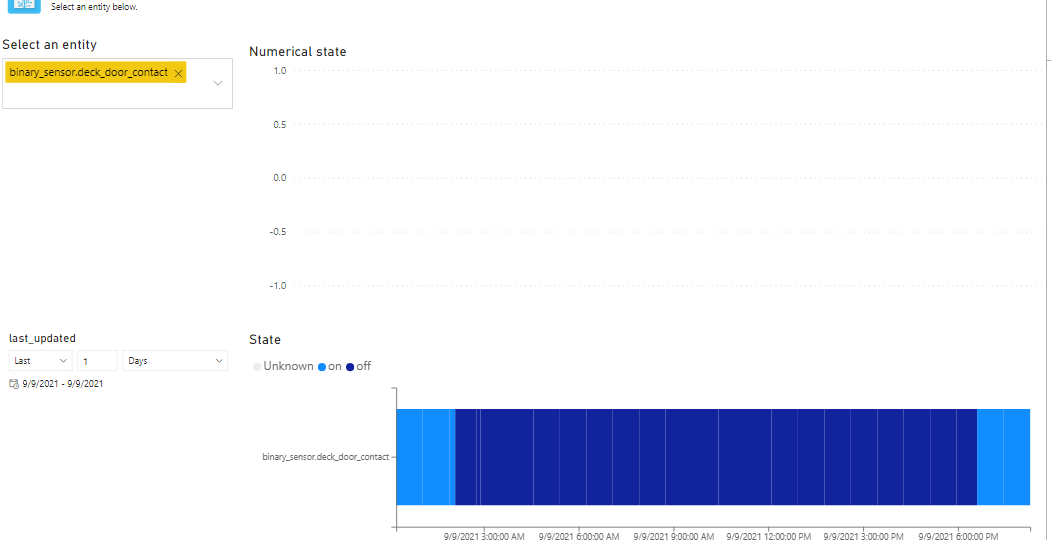 Select an entity below.
Select an entity
binary_sensor.deck_door_contact
Numerical state
1.0
0.5
0.0
-0.5
-1.0
last_updated
Last 1 Days
9/9/2021 - 9/9/2021
State
Unknown on off
binary_sensor.deck_door_contact
9/9/2021 3:00:00 AM 9/9/2021 6:00:00 AM 9/9/2021 9:00:00 AM 9/9/2021 12:00:00 PM 9/9/2021 3:00:00 PM 9/9/2021 6:00:00 PM